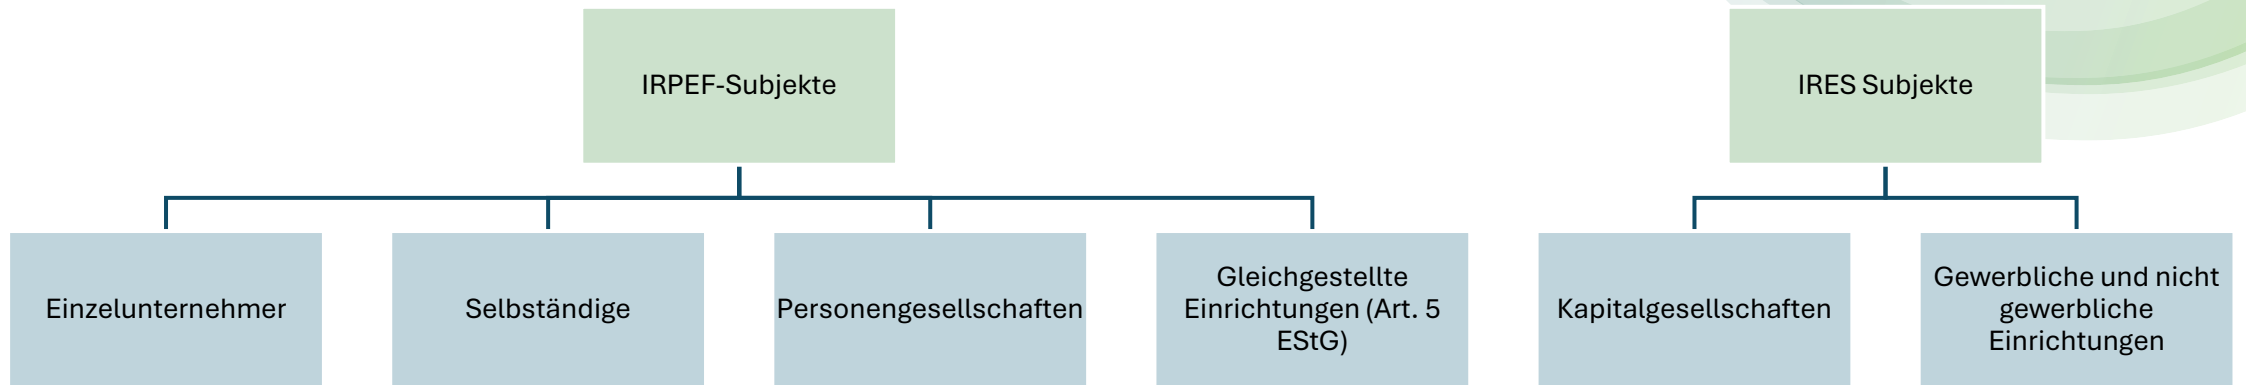 IRPEF-Subjekte
IRES Subjekte
Einzelunternehmer
Selbständige
Personengesellschaften
Gleichgestellte
Einrichtungen (Art. 5
EStG)
Kapitalgesellschaften
Gewerbliche und nicht
gewerbliche
Einrichtungen